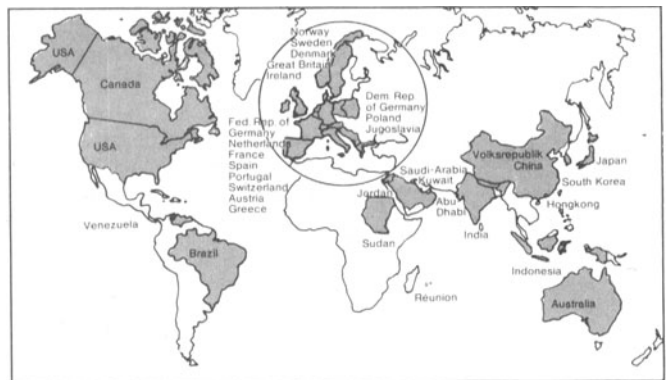 USA
Canada
USA
Venezuela
Brazil
Norway
Sweden
Denmark
Great Britain
Ireland
Fed. Rep. of
Germany
Netherlands
France
Spain
Portugal
Switzerland
Austria
Greece
Dem. Rep
of Germany
Poland
Jugoslavia
Saudi-Arabia
Kuwait
Jordan
Abu
Dhabi
Sudan
India
Réunion
Volksrepublik
China
Japan
South Korea
Hongkong
Indonesia
Australia